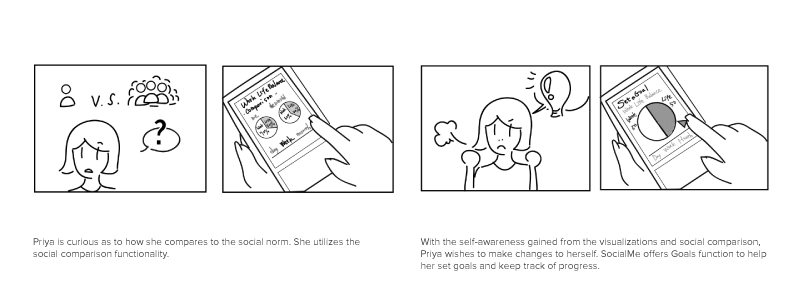 V.S.
?
Work Life Balance
Comparison
me
day week month
Priya is curious as to how she compares to the social norm. She utilizes the
social comparison functionality.
Set a Goal
Work Life Balance
Work
Life
50
Day week Month
With the self-awareness gained from the visualizations and social comparison,
Priya wishes to make changes to herself. SocialMe offers Goals function to help
her set goals and keep track of progress.